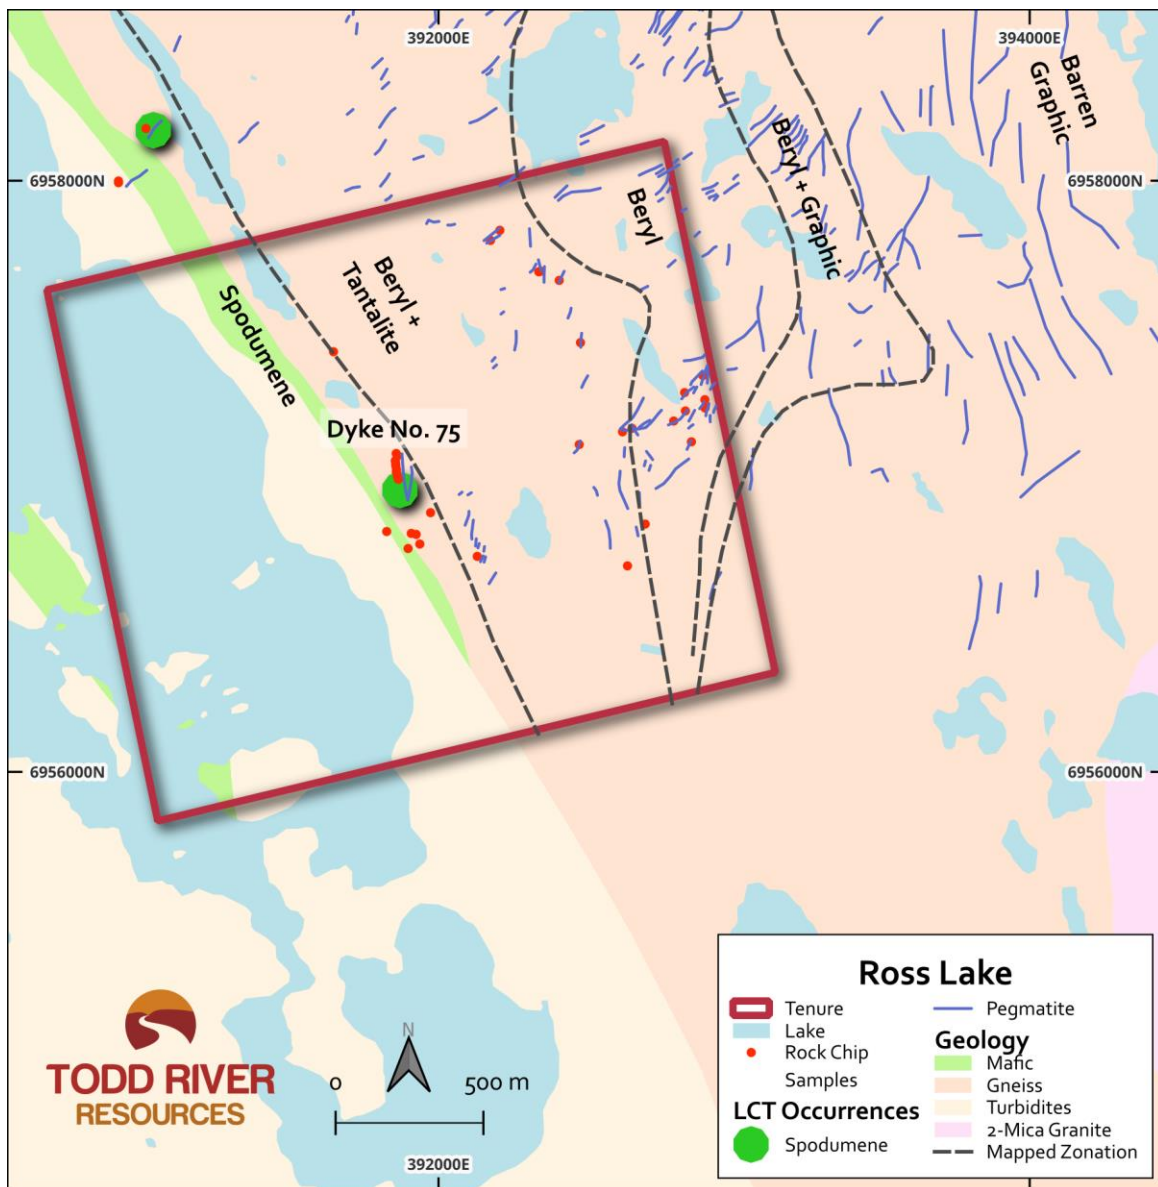 392000E
394000E
Barren
Graphic
6958000N
6958000N
Beryl + Graphic
Beryl
Beryl +
Tantalite
Spodumene
Dyke No. 75
6956000N
6956000N
Ross Lake
Tenure
Lake
Rock Chip
Samples
LCT Occurrences
Spodumene
Pegmatite
Geology
Mafic
Gneiss
Turbidites
2-Mica Granite
Mapped Zonation
TODD RIVER
RESOURCES
N
0
500 m
392000E